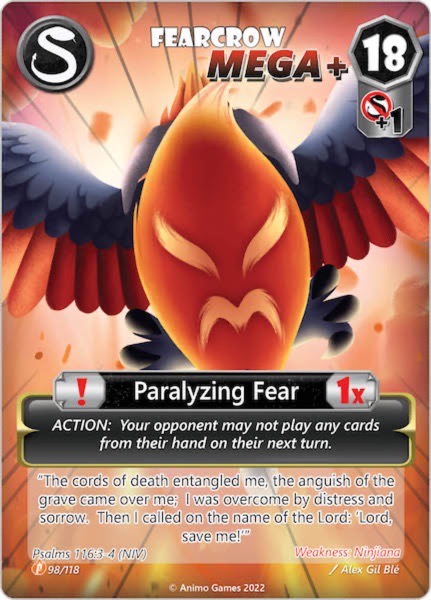 S
FEARCROW
MEGA+
18
S
+1
! Paralyzing Fear 1x
ACTION: Your opponent may not play any cards
from their hand on their next turn.
"The cords of death entangled me, the anguish of the
grave came over me; I was overcome by distress and
sorrow. Then I called on the name of the Lord: 'Lord,
save me!'"
Psalms 116:3-4 (NIV)
Weakness: Ninjiana
98/118
Alex Gil Blé
© Animo Games 2022